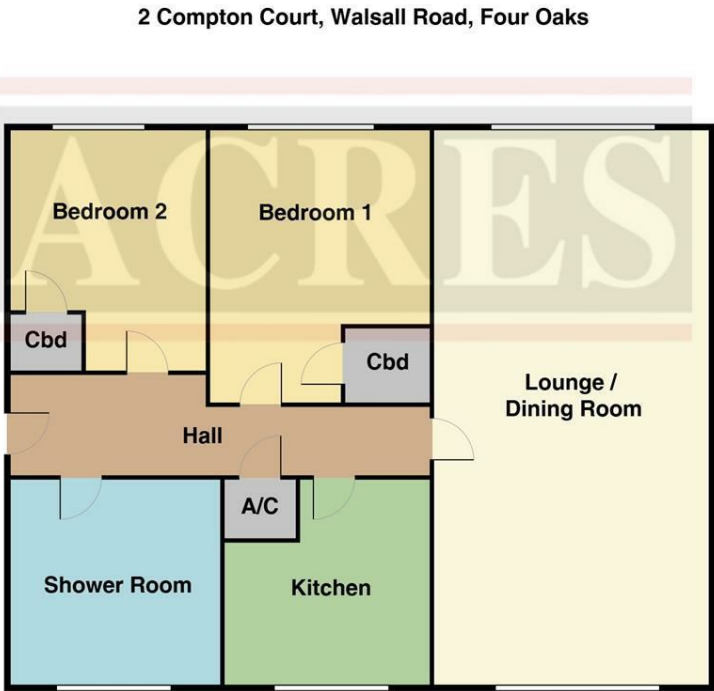 2 Compton Court, Walsall Road, Four Oaks
ACRES
Bedroom 2
Bedroom 1
Cbd
Cbd
Lounge /
Dining Room
Hall
A/C
Shower Room
Kitchen